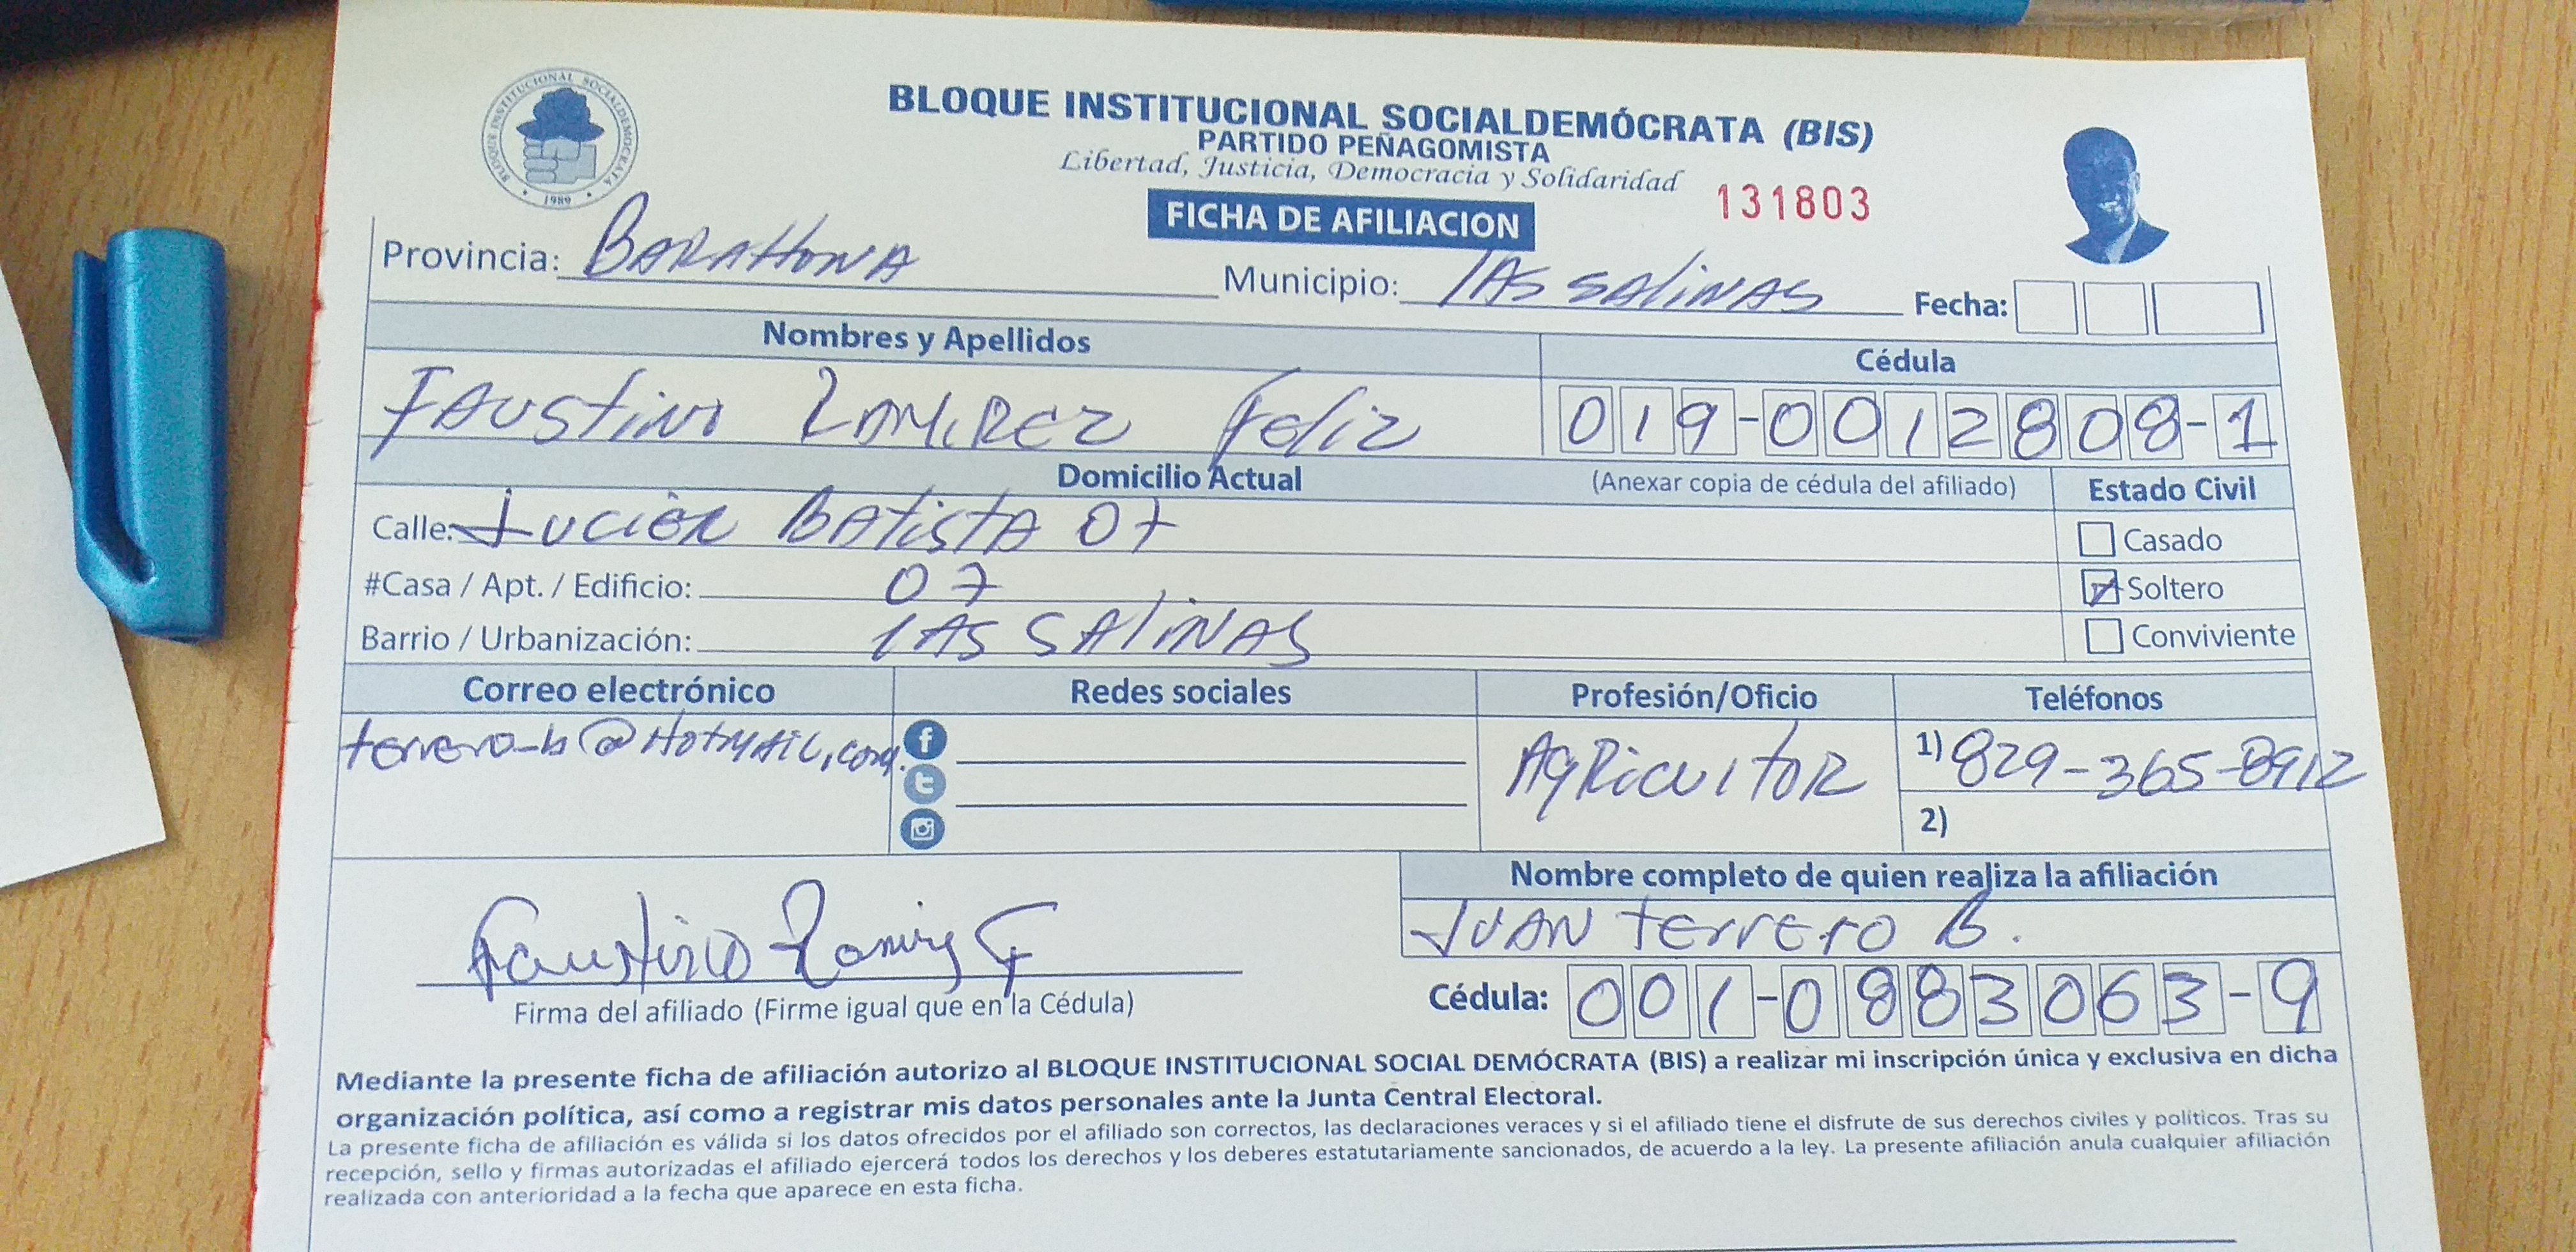 BLOQUE INSTITUCIONAL SOCIALDEMOCRATA
1989
BLOQUE INSTITUCIONAL SOCIALDEMÓCRATA (BIS)
PARTIDO PEÑAGOMISTA
Libertad, Justicia, Democracia y Solidaridad
131803
FICHA DE AFILIACION
Provincia: BARAHONA Municipio: LAS SALINAS Fecha:
Nombres y Apellidos Cédula
FAUSTINO RAMIREZ Feliz 019-0012808-1
Domicilio Actual (Anexar copia de cédula del afiliado) Estado Civil
Calle: Batista 07 Casado
#Casa / Apt. / Edificio: 07 Soltero
Barrio / Urbanización: LAS SALINAS Conviviente
Correo electrónico Redes sociales Profesión/Oficio Teléfonos
terrero-b@HOTMAIL.com. AgRicultoR 1) 829-365-8912
2)
Nombre completo de quien realiza la afiliación
JUAN terrero B.
Faustino Ramirez F
Firma del afiliado (Firme igual que en la Cédula) Cédula: 001-0883063-9
Mediante la presente ficha de afiliación autorizo al BLOQUE INSTITUCIONAL SOCIAL DEMÓCRATA (BIS) a realizar mi inscripción única y exclusiva en dicha
organización política, así como a registrar mis datos personales ante la Junta Central Electoral.
La presente ficha de afiliación es válida si los datos ofrecidos por el afiliado son correctos, las declaraciones veraces y si el afiliado tiene el disfrute de sus derechos civiles y políticos. Tras su
recepción, sello y firmas autorizadas el afiliado ejercerá todos los derechos y los deberes estatutariamente sancionados, de acuerdo a la ley. La presente afiliación anula cualquier afiliación
realizada con anterioridad a la fecha que aparece en esta ficha.